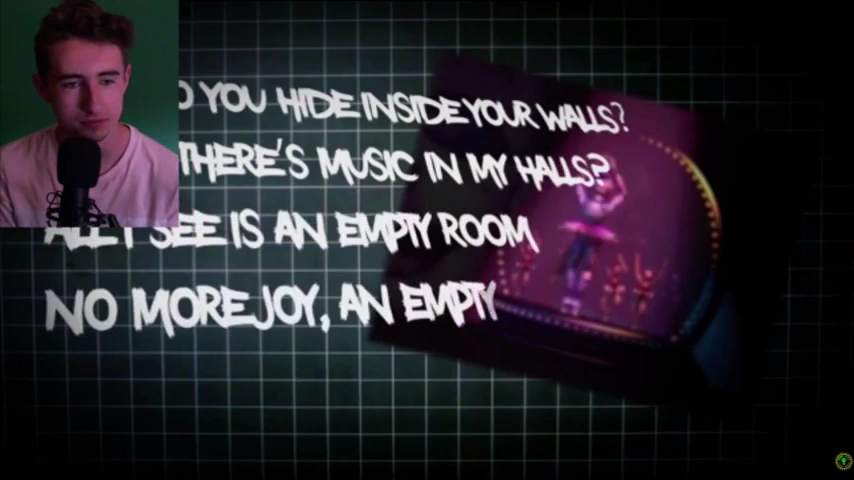 YOU HIDE INSIDE YOUR WALLS?
THERE'S MUSIC IN MY HALLS?
ALL I SEE IS AN EMPTY ROOM
NO MORE JOY, AN EMPTY